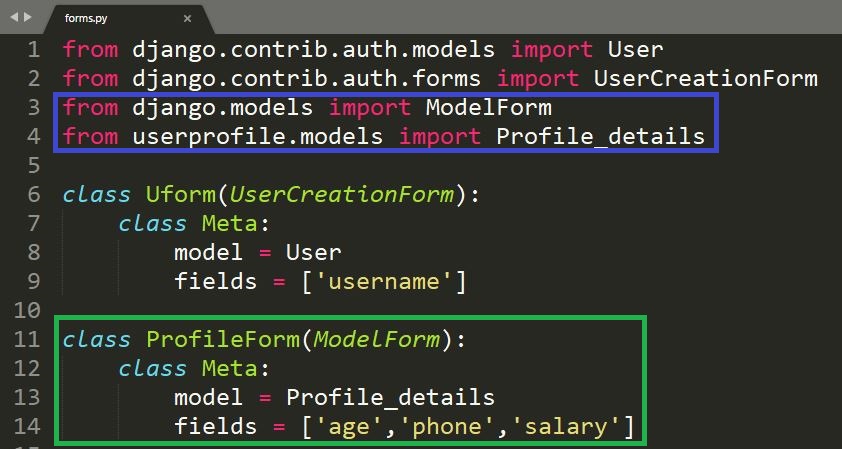 forms.py ×
1 from django.contrib.auth.models import User
2 from django.contrib.auth.forms import UserCreationForm
3 from django.models import ModelForm
4 from userprofile.models import Profile_details
5
6 class Uform(UserCreationForm):
7     class Meta:
8         model = User
9         fields = ['username']
10
11 class ProfileForm(ModelForm):
12     class Meta:
13         model = Profile_details
14         fields = ['age','phone','salary']